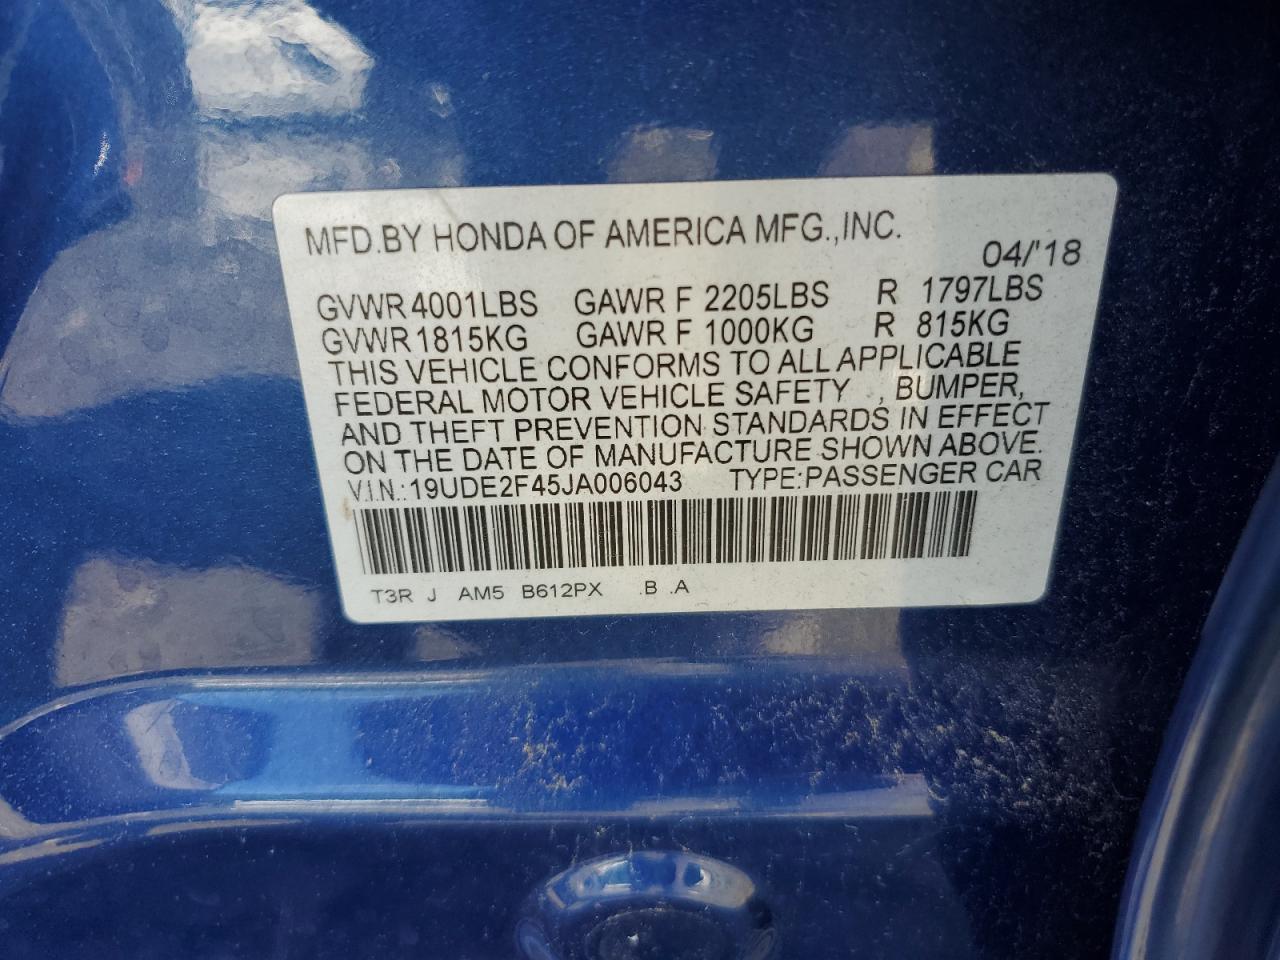 MFD.BY HONDA OF AMERICA MFG.,INC.
04/'18
GVWR 4001LBS GAWR F 2205LBS R 1797LBS
GVWR 1815KG GAWR F 1000KG R 815KG
THIS VEHICLE CONFORMS TO ALL APPLICABLE
FEDERAL MOTOR VEHICLE SAFETY , BUMPER,
AND THEFT PREVENTION STANDARDS IN EFFECT
ON THE DATE OF MANUFACTURE SHOWN ABOVE.
V.I.N.:19UDE2F45JA006043 TYPE:PASSENGER CAR
T3R J AM5 B612PX .B .A